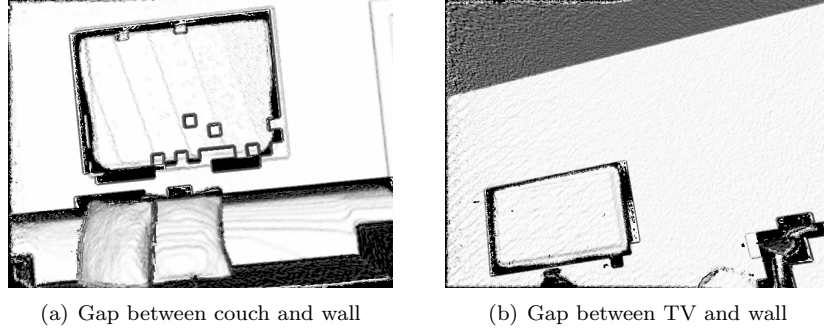 (a) Gap between couch and wall
(b) Gap between TV and wall